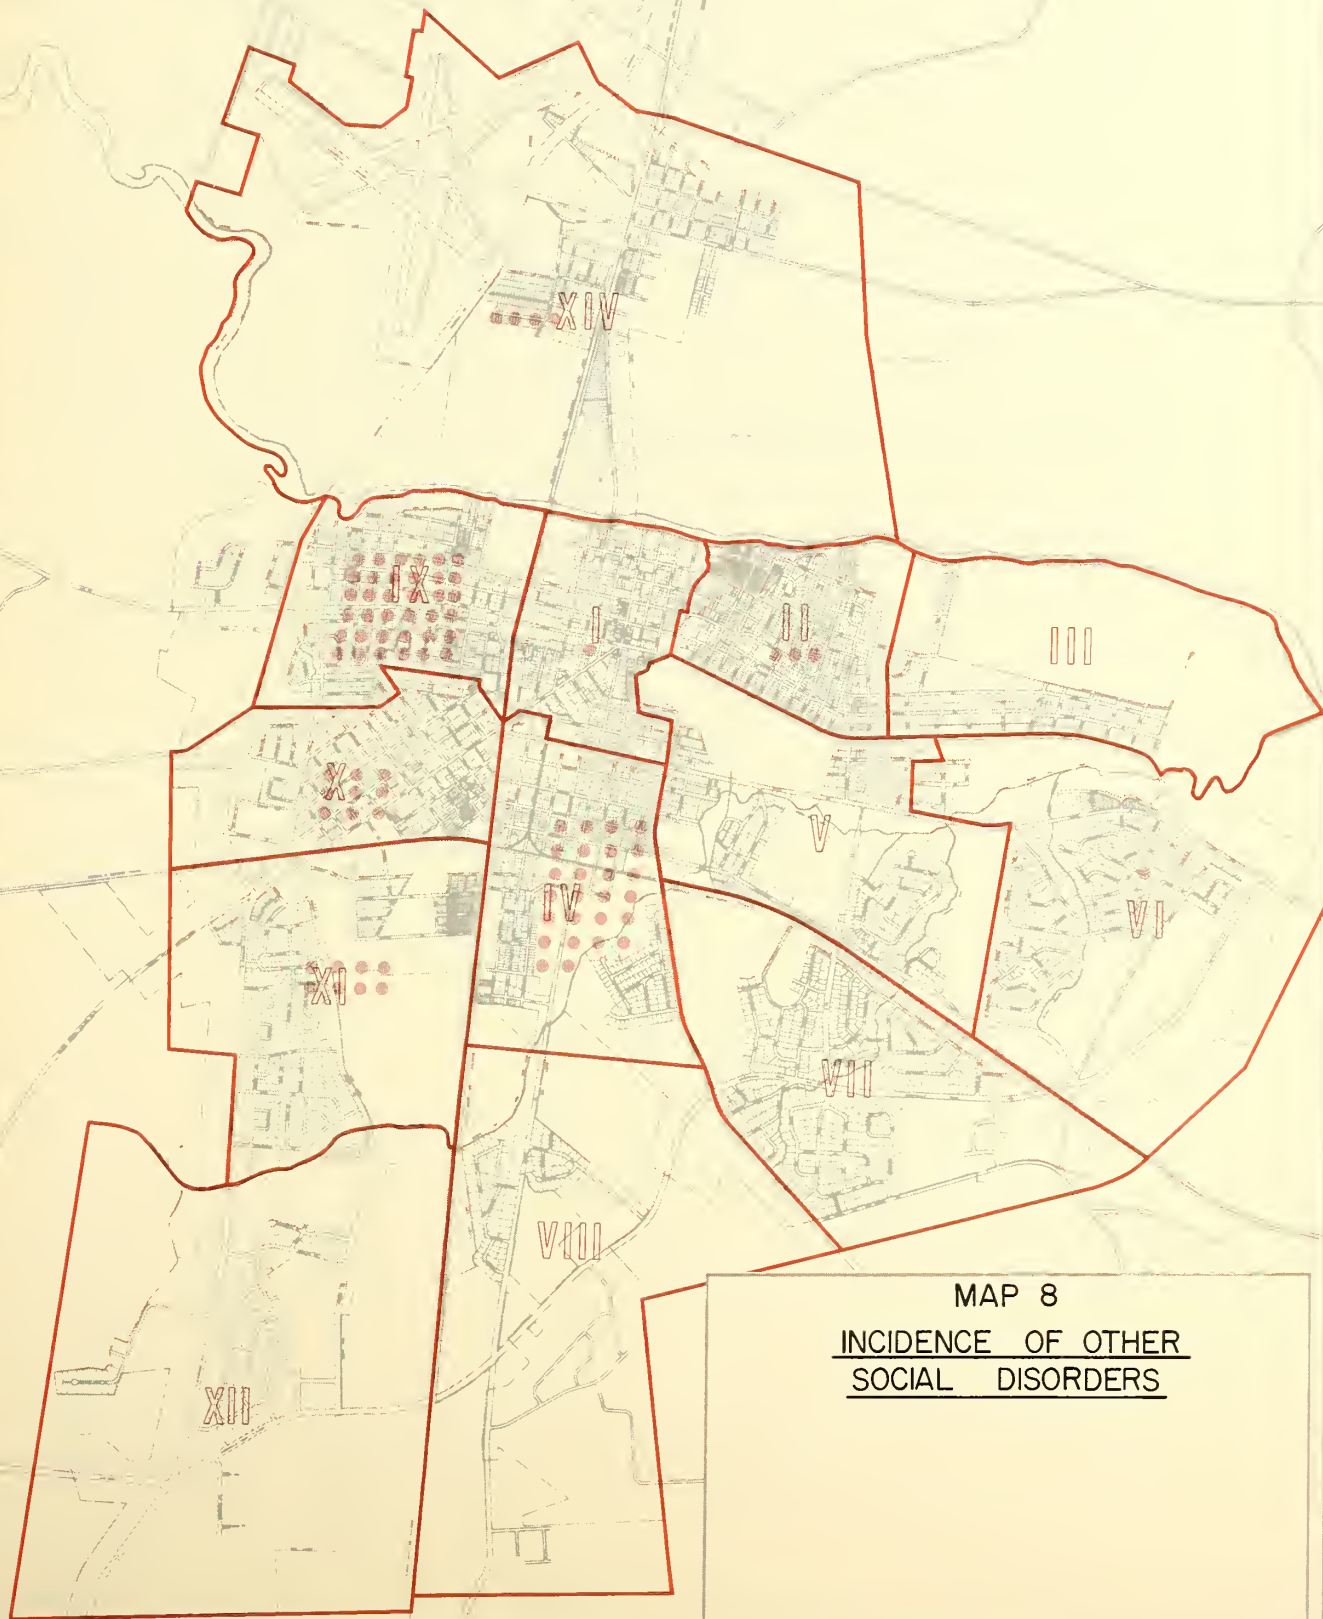 XIV
IX
I
II
III
X
V
IV
VI
XI
VII
VIII
XII
MAP 8
INCIDENCE OF OTHER
SOCIAL DISORDERS